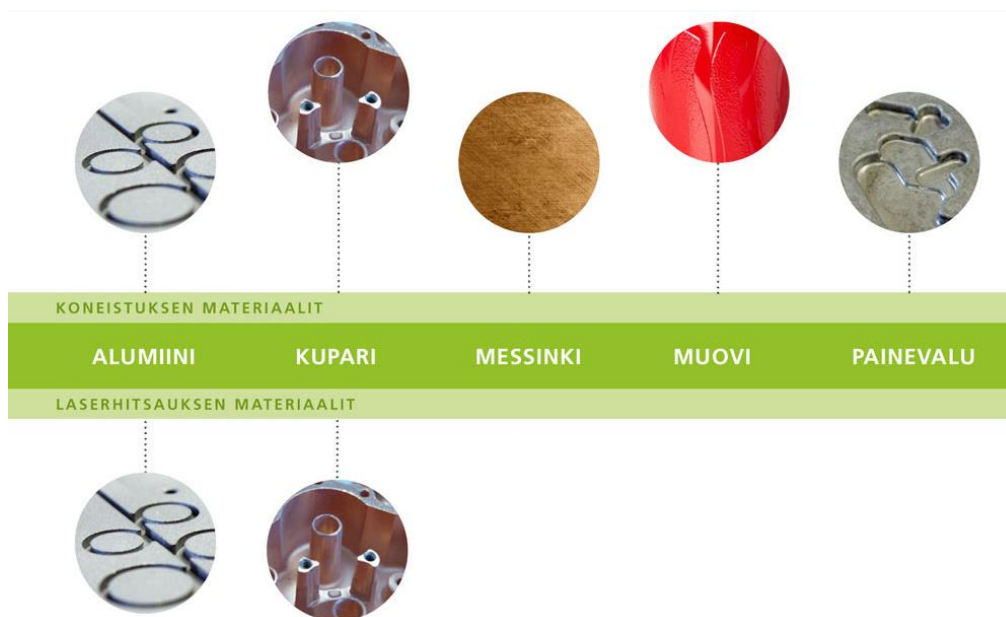 KONEISTUKSEN MATERIAALIT
ALUMIINI KUPARI MESSINKI MUOVI PAINEVALU
LASERHITSAUKSEN MATERIAALIT